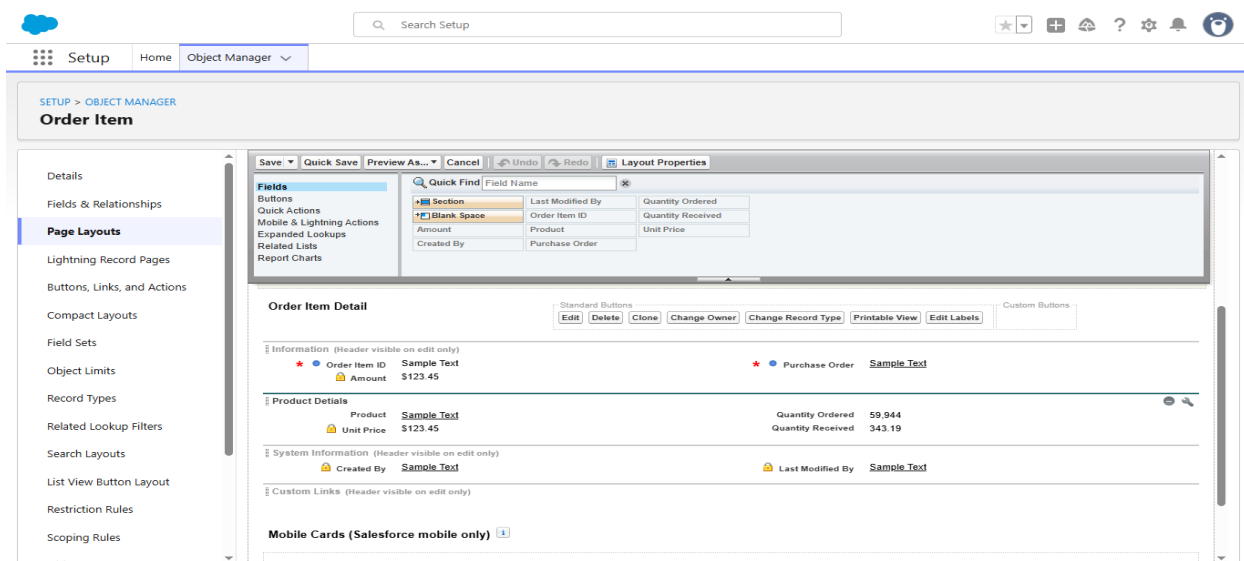 Search Setup
Setup Home Object Manager
SETUP > OBJECT MANAGER
Order Item
Details
Fields & Relationships
Page Layouts
Lightning Record Pages
Buttons, Links, and Actions
Compact Layouts
Field Sets
Object Limits
Record Types
Related Lookup Filters
Search Layouts
List View Button Layout
Restriction Rules
Scoping Rules
Save Quick Save Preview As... Cancel Undo Redo Layout Properties
Fields
Buttons
Quick Actions
Mobile & Lightning Actions
Expanded Lookups
Related Lists
Report Charts
Quick Find Field Name
Section Last Modified By Quantity Ordered
Blank Space Order Item ID Quantity Received
Amount Product Unit Price
Created By Purchase Order
Order Item Detail
Standard Buttons
Edit Delete Clone Change Owner Change Record Type Printable View Edit Labels
Custom Buttons
Information (Header visible on edit only)
* Order Item ID Sample Text * Purchase Order Sample Text
Amount $123.45
Product Detials
Product Sample Text Quantity Ordered 59,944
Unit Price $123.45 Quantity Received 343.19
System Information (Header visible on edit only)
Created By Sample Text Last Modified By Sample Text
Custom Links (Header visible on edit only)
Mobile Cards (Salesforce mobile only) i